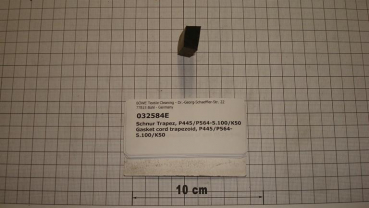 032584E
Schnur Trapez, P445/P564-S.100/K50
Gasket cord trapezoid, P445/P564-
S.100/K50
10 cm